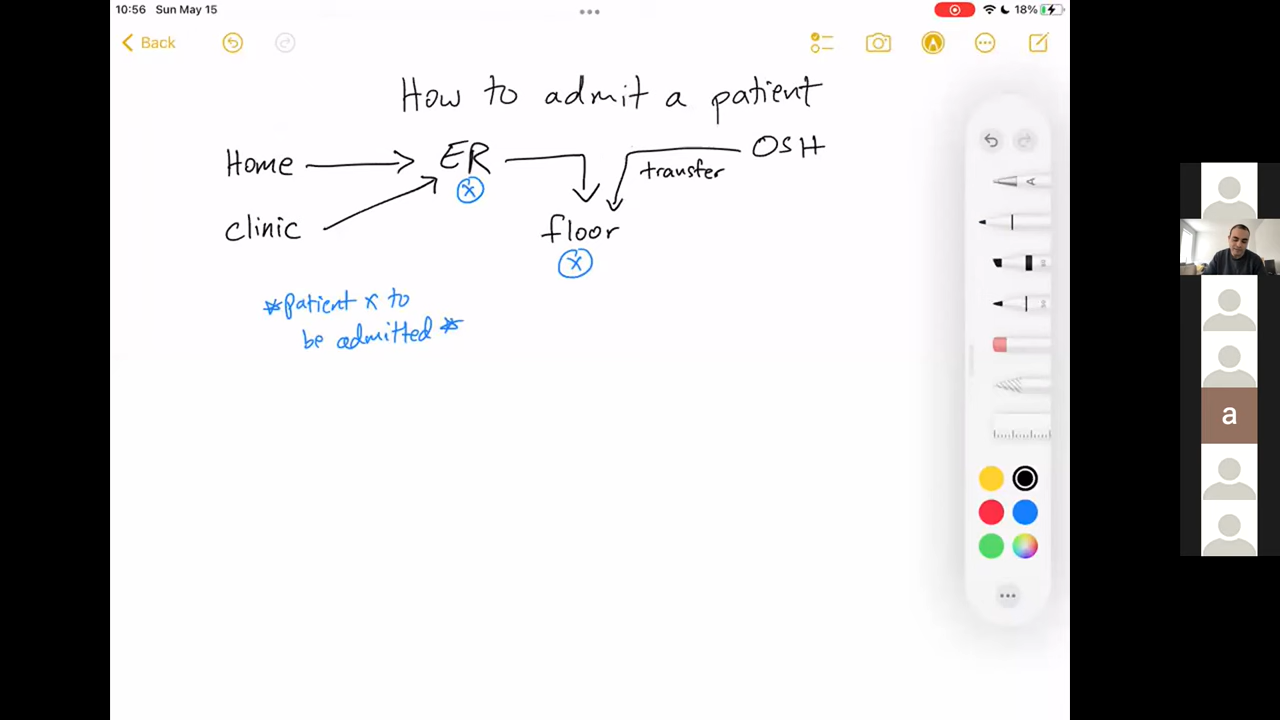 10:56 Sun May 15
18%
Back
How to admit a patient
Home
ER
OSH
transfer
x
clinic
floor
x
*patient x to
be admitted*
A
a